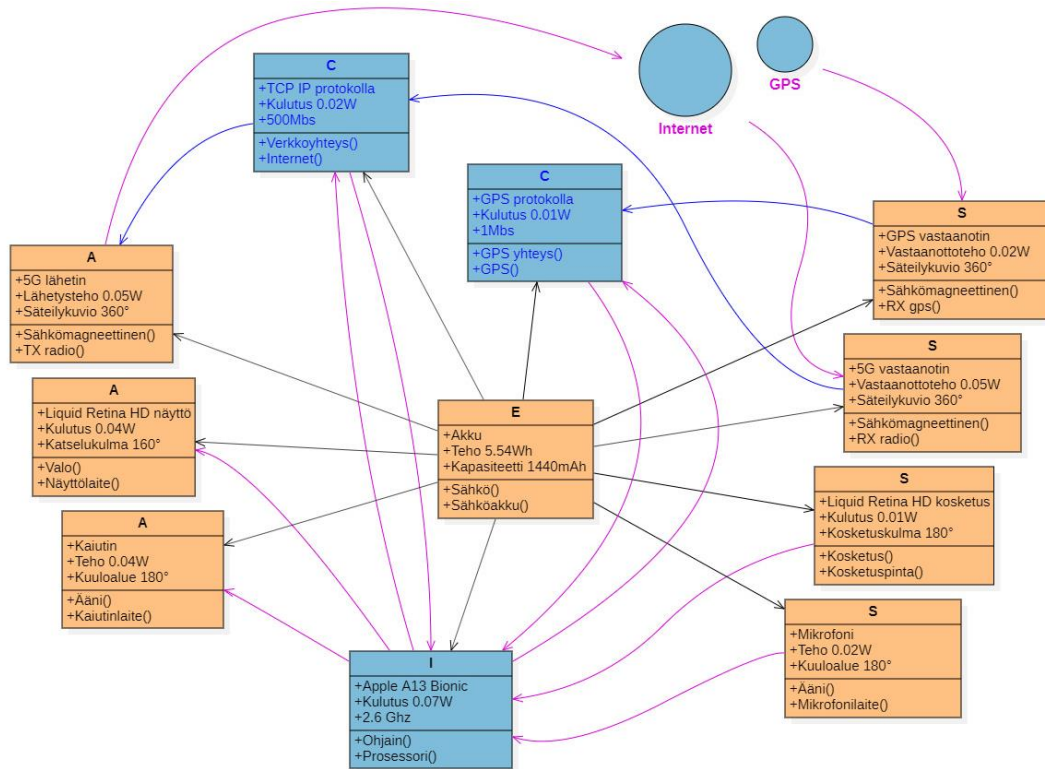 Internet
GPS
C
+TCP IP protokolla
+Kulutus 0.02W
+500Mbs
+Verkkoyhteys()
+Internet()
C
+GPS protokolla
+Kulutus 0.01W
+1Mbs
+GPS yhteys()
+GPS()
S
+GPS vastaanotin
+Vastaanottoteho 0.02W
+Säteilykuvio 360°
+Sähkömagneettinen()
+RX gps()
A
+5G lähetin
+Lähetysteho 0.05W
+Säteilykuvio 360°
+Sähkömagneettinen()
+TX radio()
S
+5G vastaanotin
+Vastaanottoteho 0.05W
+Säteilykuvio 360°
+Sähkömagneettinen()
+RX radio()
A
+Liquid Retina HD näyttö
+Kulutus 0.04W
+Katselukulma 160°
+Valo()
+Näyttölaite()
E
+Akku
+Teho 5.54Wh
+Kapasiteetti 1440mAh
+Sähkö()
+Sähköakku()
S
+Liquid Retina HD kosketus
+Kulutus 0.01W
+Kosketuskulma 180°
+Kosketus()
+Kosketuspinta()
A
+Kaiutin
+Teho 0.04W
+Kuuloalue 180°
+Ääni()
+Kaiutinlaite()
S
+Mikrofoni
+Teho 0.02W
+Kuuloalue 180°
+Ääni()
+Mikrofonilaite()
I
+Apple A13 Bionic
+Kulutus 0.07W
+2.6 Ghz
+Ohjain()
+Prosessori()